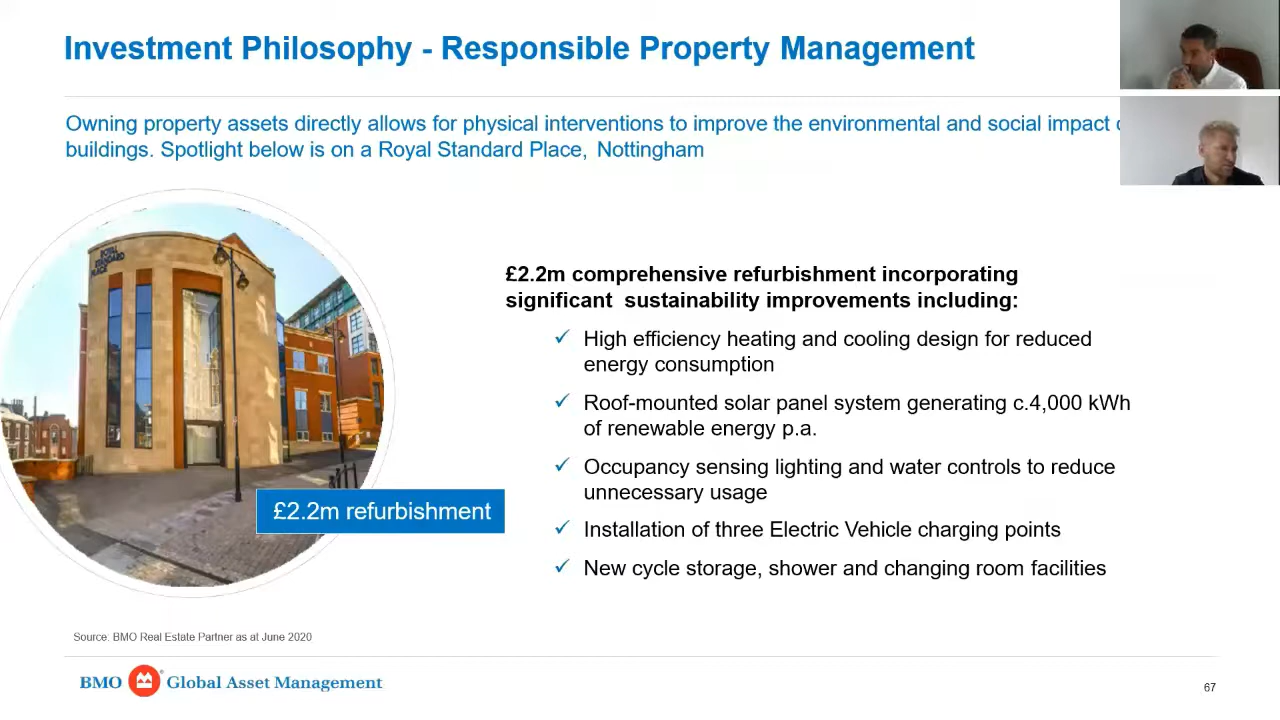 Investment Philosophy - Responsible Property Management
Owning property assets directly allows for physical interventions to improve the environmental and social impact
buildings. Spotlight below is on a Royal Standard Place, Nottingham
ROYAL
STANDARD
PLACE
£2.2m refurbishment
£2.2m comprehensive refurbishment incorporating
significant sustainability improvements including:
✓ High efficiency heating and cooling design for reduced
energy consumption
✓ Roof-mounted solar panel system generating c.4,000 kWh
of renewable energy p.a.
✓ Occupancy sensing lighting and water controls to reduce
unnecessary usage
✓ Installation of three Electric Vehicle charging points
✓ New cycle storage, shower and changing room facilities
Source: BMO Real Estate Partner as at June 2020
BMO Global Asset Management
67